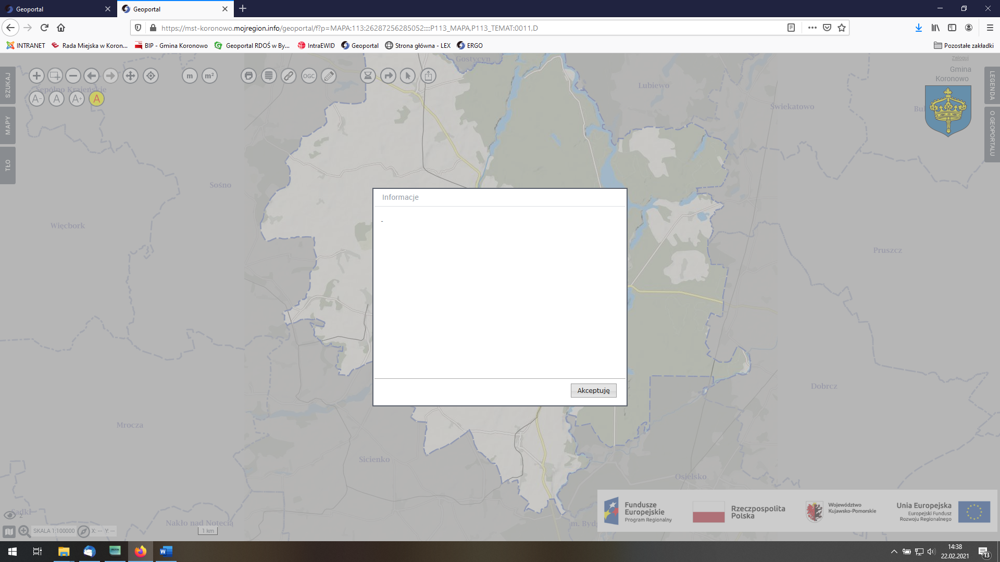 Geoportal
Geoportal
https://mst-koronowo.mojregion.info/geoportal/f?p=MAPA:113:26287256285052::::P113_MAPA,P113_TEMAT:0011,D
INTRANET
Rada Miejska w Koron...
BIP - Gmina Koronowo
Geoportal RDOŚ w By...
IntraEWID
Geoportal
Strona główna - LEX
ERGO
Pozostałe zakładki
Zaloguj
Gmina
Koronowo
SZUKAJ
MAPY
TŁO
LEGENDA
O GEOPORTALU
m
m²
OGC
A-
A
A+
A
Gostycyn
Sępólno Krajeńskie
Lubiewo
Świekatowo
Sośno
Więcbork
Pruszcz
Informacje
-
Akceptuję
Dobrcz
Mrocza
Sicienko
Osielsko
Sadki
2
Nakło nad Notecią
SKALA 1:100000
X: --- Y: ---
1 km
Fundusze
Europejskie
Program Regionalny
Rzeczpospolita
Polska
Województwo
Kujawsko-Pomorskie
Unia Europejska
Europejski Fundusz
Rozwoju Regionalnego
14:38
22.02.2021
13